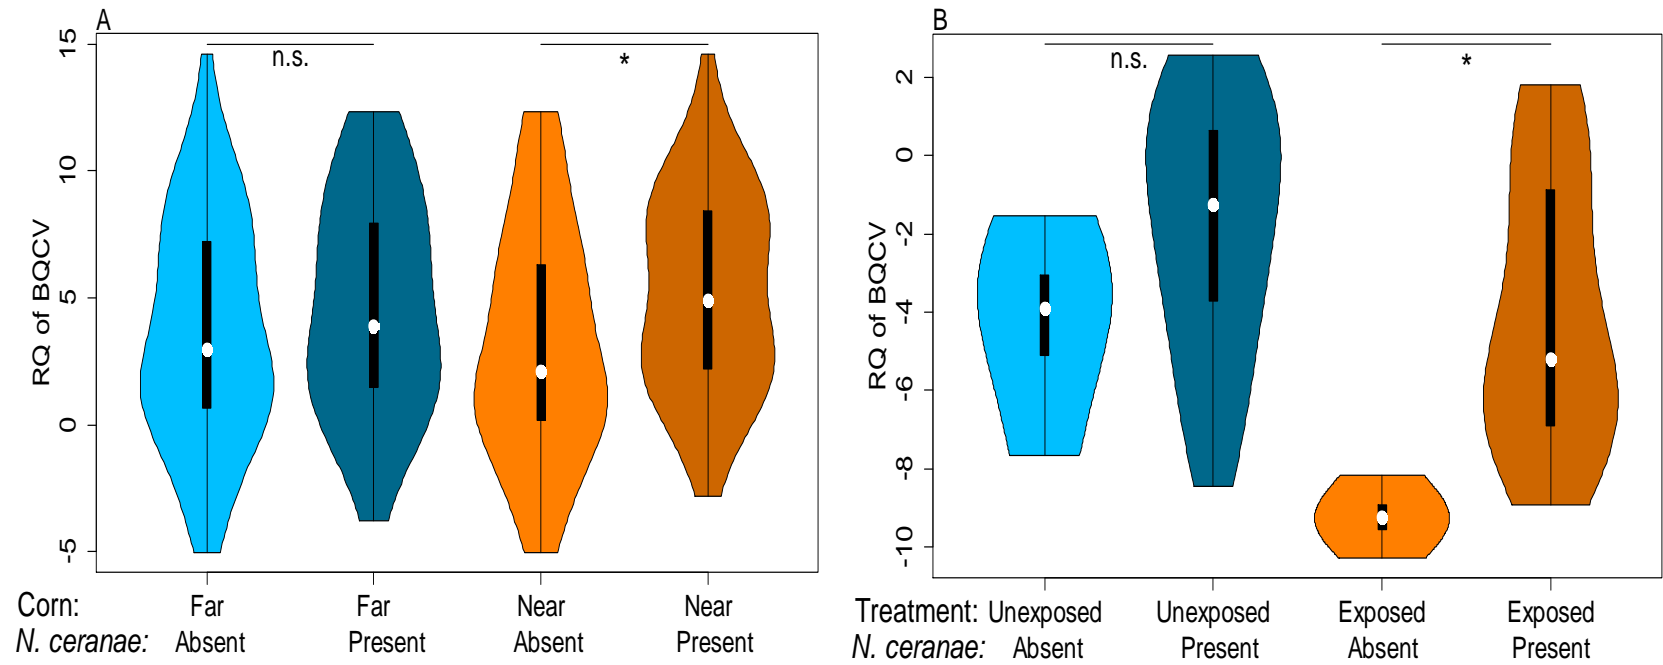 A
15
10
5
0
-5
RQ of BQCV
n.s.
*
Corn: Far Far Near Near
N. ceranae: Absent Present Absent Present
B
2
0
-2
-4
-6
-8
-10
RQ of BQCV
n.s.
*
Treatment: Unexposed Unexposed Exposed Exposed
N. ceranae: Absent Present Absent Present